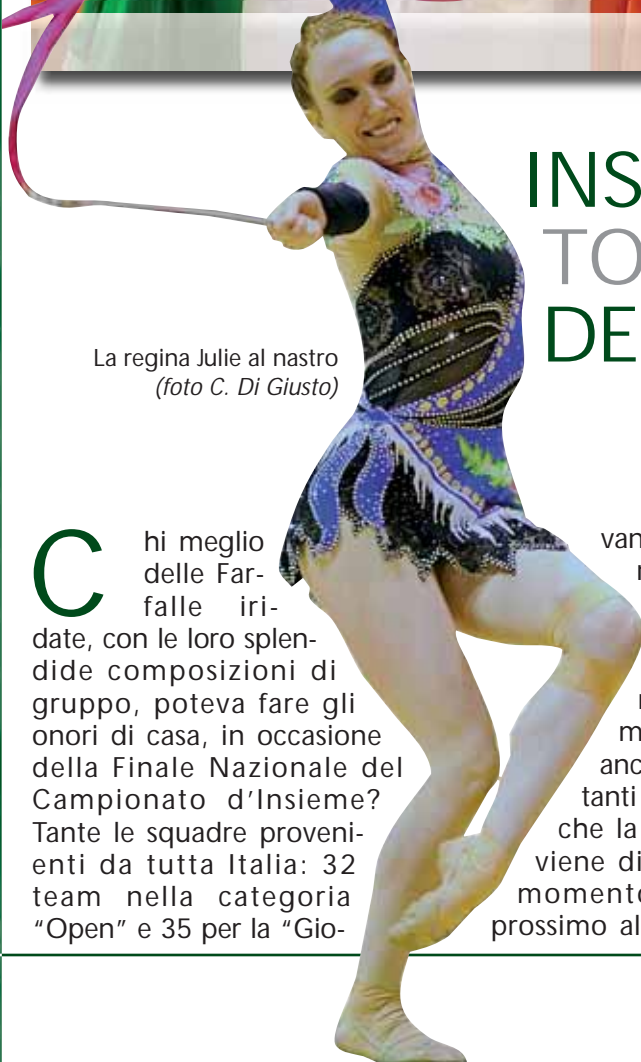 INS
TO
DE
La regina Julie al nastro
(foto C. Di Giusto)
Chi meglio
delle Far-
falle iri-
date, con le loro splen-
dide composizioni di
gruppo, poteva fare gli
onori di casa, in occasione
della Finale Nazionale del
Campionato d'Insieme?
Tante le squadre proveni-
enti da tutta Italia: 32
team nella categoria
“Open” e 35 per la “Gio-
van
m
anc
tanti
che la
viene di
momento
prossimo al